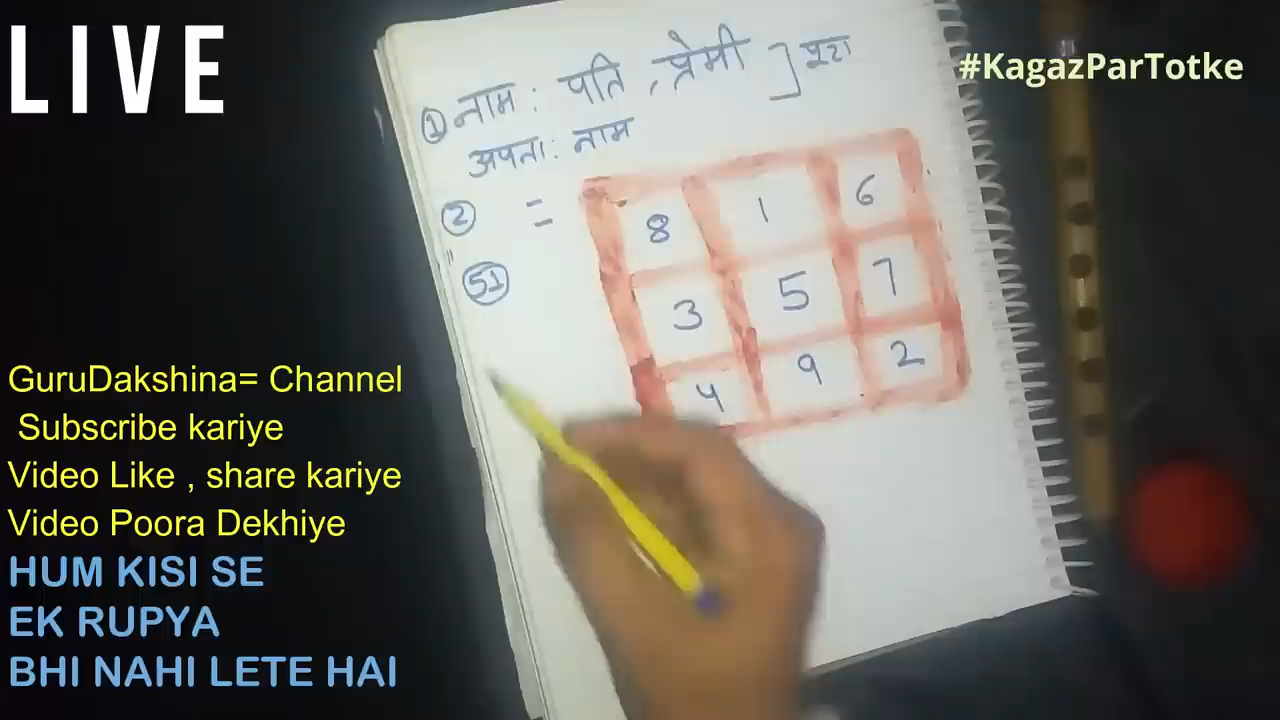 LIVE
#KagazParTotke
① नाम : पति , प्रेमी ] पूरा
अपना : नाम
② =
8 1 6
51
3 5 7
4 9 2
GuruDakshina= Channel
Subscribe kariye
Video Like , share kariye
Video Poora Dekhiye
HUM KISI SE
EK RUPYA
BHI NAHI LETE HAI